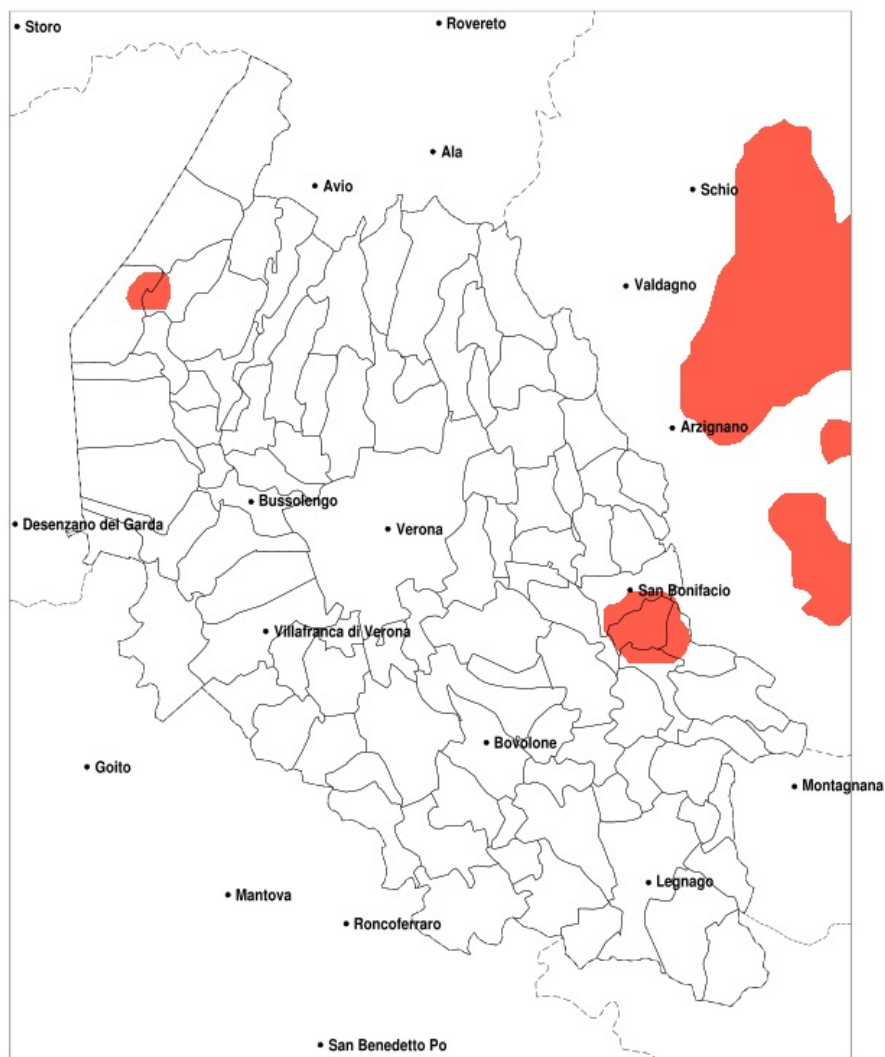 Storo
Rovereto
Ala
Avio
Schio
Valdagno
Arzignano
Bussolengo
Desenzano del Garda
Verona
San Bonifacio
Villafranca di Verona
Bovolone
Goito
Montagnana
Legnago
Mantova
Roncoferraro
San Benedetto Po